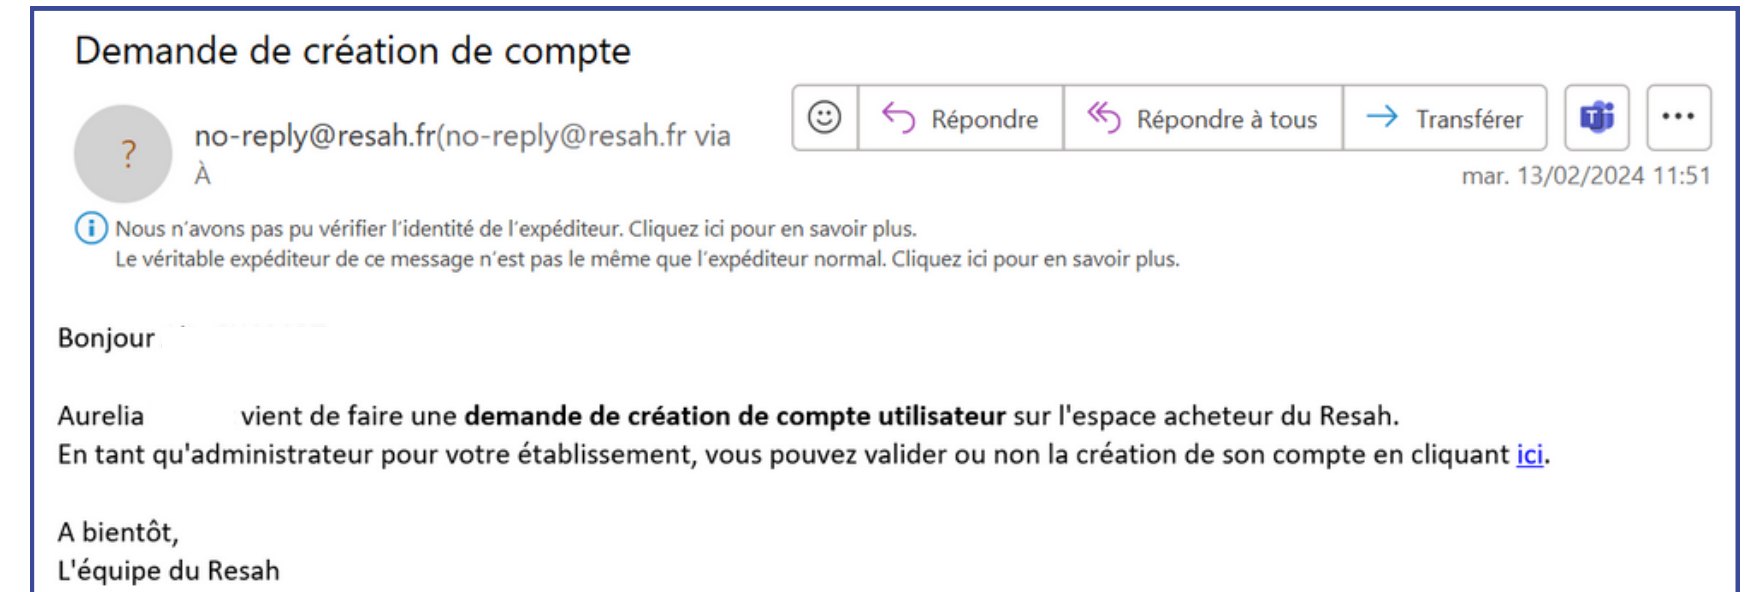 Demande de création de compte
? no-reply@resah.fr(no-reply@resah.fr via
Répondre Répondre à tous Transférer
À
mar. 13/02/2024 11:51
Nous n'avons pas pu vérifier l'identité de l'expéditeur. Cliquez ici pour en savoir plus.
Le véritable expéditeur de ce message n'est pas le même que l'expéditeur normal. Cliquez ici pour en savoir plus.
Bonjour
Aurelia vient de faire une demande de création de compte utilisateur sur l'espace acheteur du Resah.
En tant qu'administrateur pour votre établissement, vous pouvez valider ou non la création de son compte en cliquant ici.
A bientôt,
L'équipe du Resah